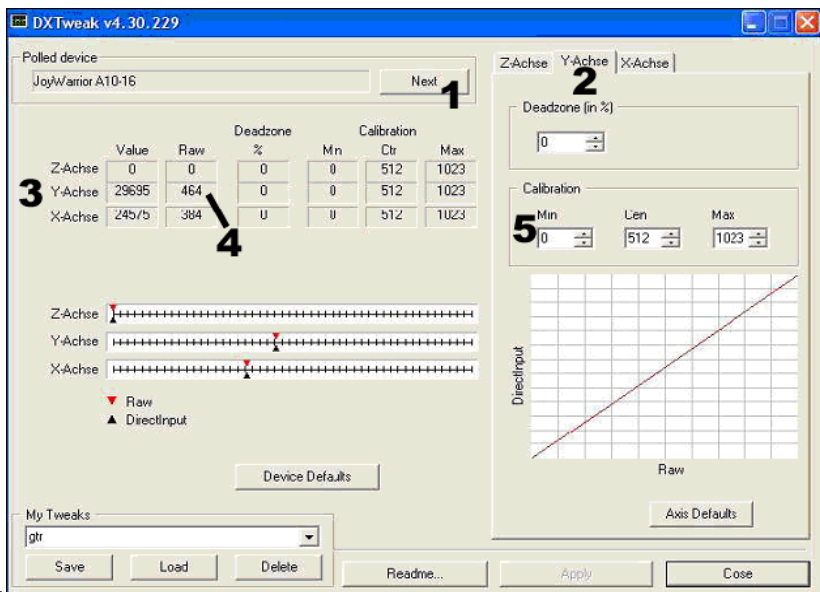 DXTweak v4.30.229
Polled device
JoyWarrior A10-16
Next
1
Z-Achse Y-Achse X-Achse
2
Deadzone (in %)
0
Deadzone Calibration
Value Raw % Mn Ctr Max
Z-Achse 0 0 0 0 512 1023
3 Y-Achse 29695 464 0 0 512 1023
X-Achse 24575 384 0 0 512 1023
4
Calibration
Min Cen Max
5 0 512 1023
Z-Achse
Y-Achse
X-Achse
Raw
DirectInput
DirectInput
Raw
Device Defaults
Axis Defaults
My Tweaks
gtr
Save Load Delete
Readme... Apply Cose